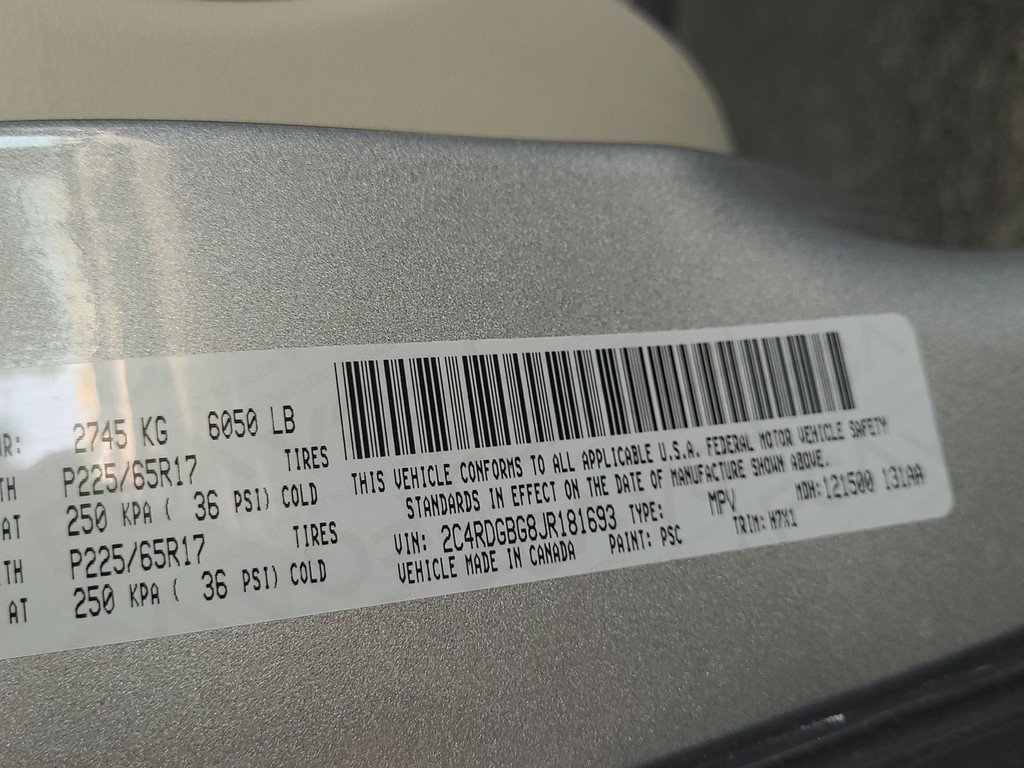 WR: 2745 KG 6050 LB
TH P225/65R17 TIRES
AT 250 KPA ( 36 PSI) COLD
TH P225/65R17 TIRES
AT 250 KPA ( 36 PSI) COLD
THIS VEHICLE CONFORMS TO ALL APPLICABLE U.S.A. FEDERAL MOTOR VEHICLE SAFETY
STANDARDS IN EFFECT ON THE DATE OF MANUFACTURE SHOWN ABOVE.
VIN: 2C4RDGBG8JR181693 TYPE: MPV MDH:121500 131AA
VEHICLE MADE IN CANADA PAINT: PSC TRIM: H7X1